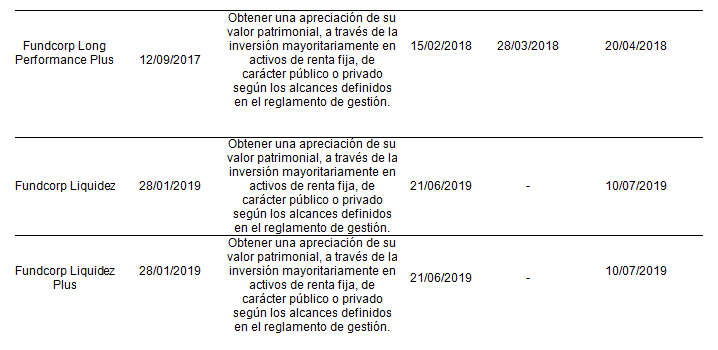 Fundcorp Long
Performance Plus
12/09/2017
Obtener una apreciación de su
valor patrimonial, a través de la
inversión mayoritariamente en
activos de renta fija, de
carácter público o privado
según los alcances definidos
en el reglamento de gestión.
15/02/2018
28/03/2018
20/04/2018
Fundcorp Liquidez
28/01/2019
Obtener una apreciación de su
valor patrimonial, a través de la
inversión mayoritariamente en
activos de renta fija, de
carácter público o privado
según los alcances definidos
en el reglamento de gestión.
21/06/2019
-
10/07/2019
Fundcorp Liquidez
Plus
28/01/2019
Obtener una apreciación de su
valor patrimonial, a través de la
inversión mayoritariamente en
activos de renta fija, de
carácter público o privado
según los alcances definidos
en el reglamento de gestión.
21/06/2019
-
10/07/2019